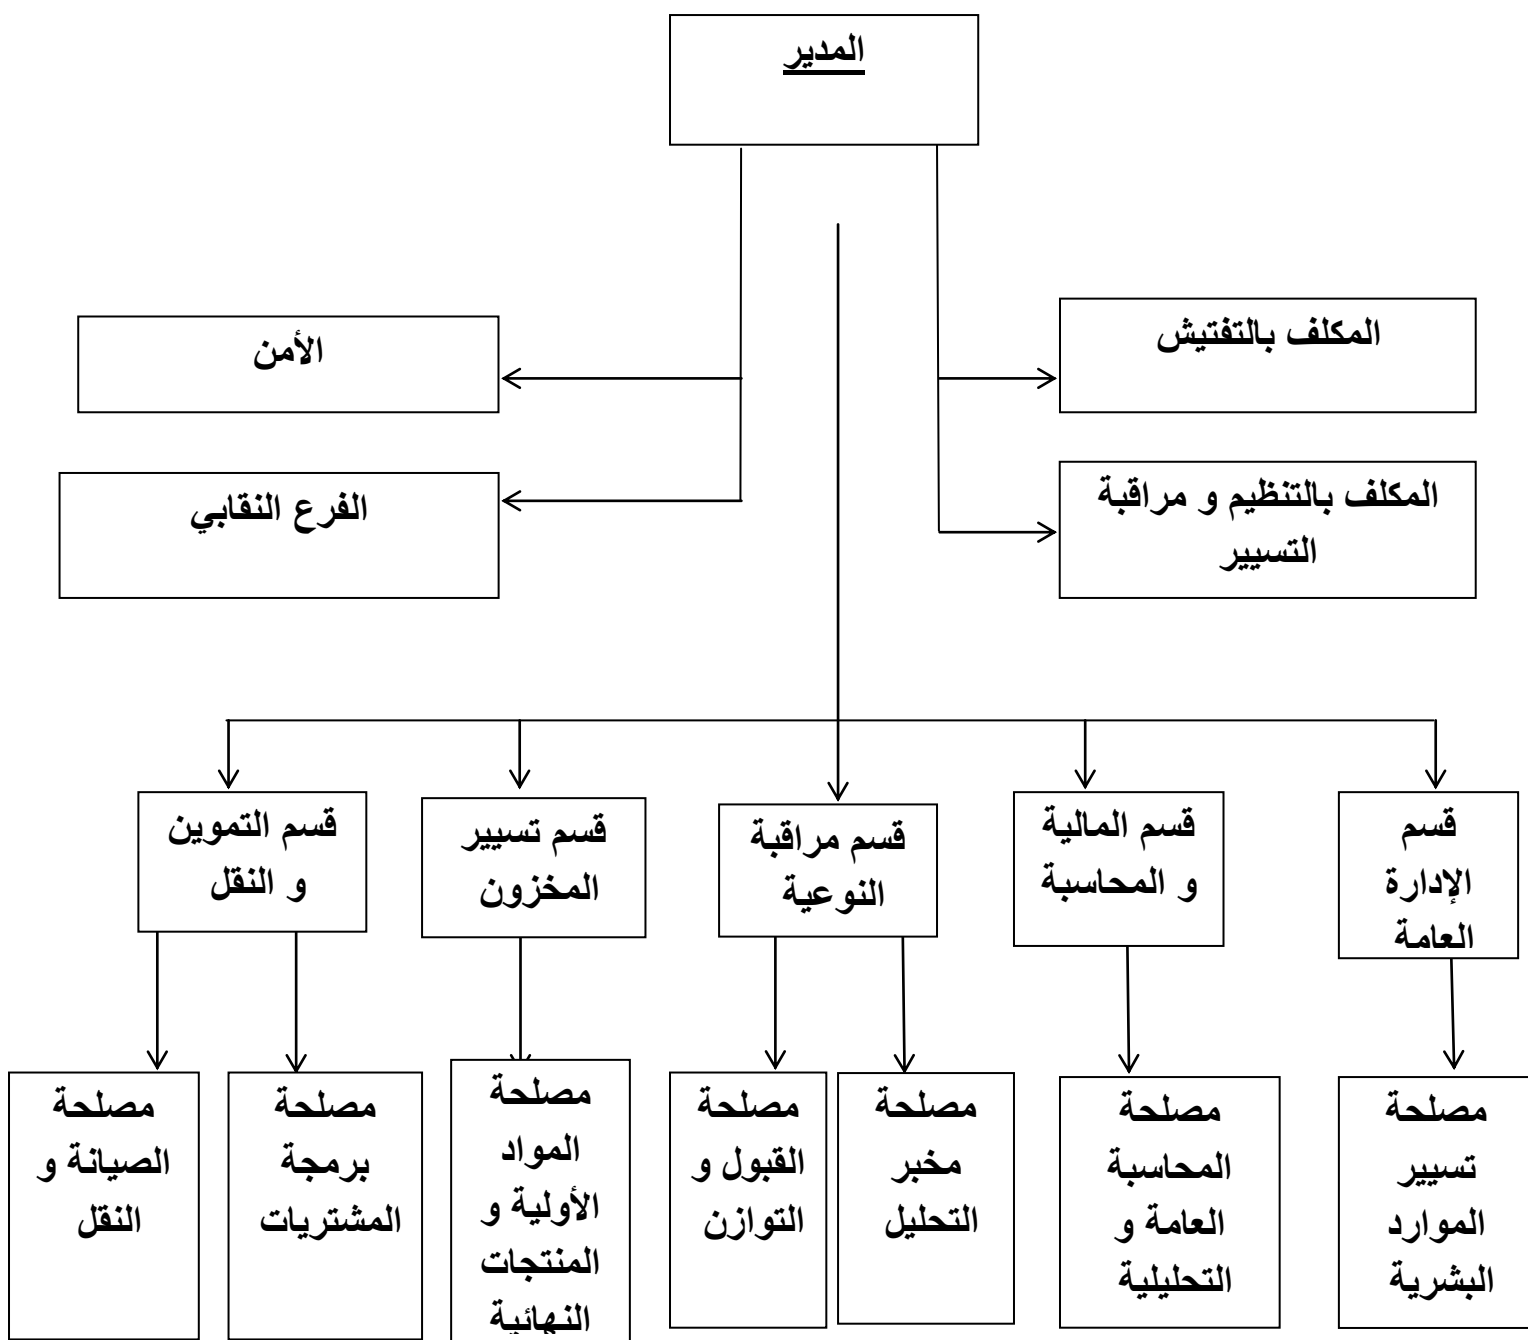 المدير
المكلف بالتفتيش
الأمن
المكلف بالتنظيم و مراقبة
التسيير
الفرع النقابي
قسم
الإدارة
العامة
قسم المالية
و المحاسبة
قسم مراقبة
النوعية
قسم تسيير
المخزون
قسم التموين
و النقل
مصلحة
تسيير
الموارد
البشرية
مصلحة
المحاسبة
العامة و
التحليلية
مصلحة
مخبر
التحليل
مصلحة
القبول و
التوازن
مصلحة
المواد
الأولية و
المنتجات
النهائية
مصلحة
برمجة
المشتريات
مصلحة
الصيانة و
النقل